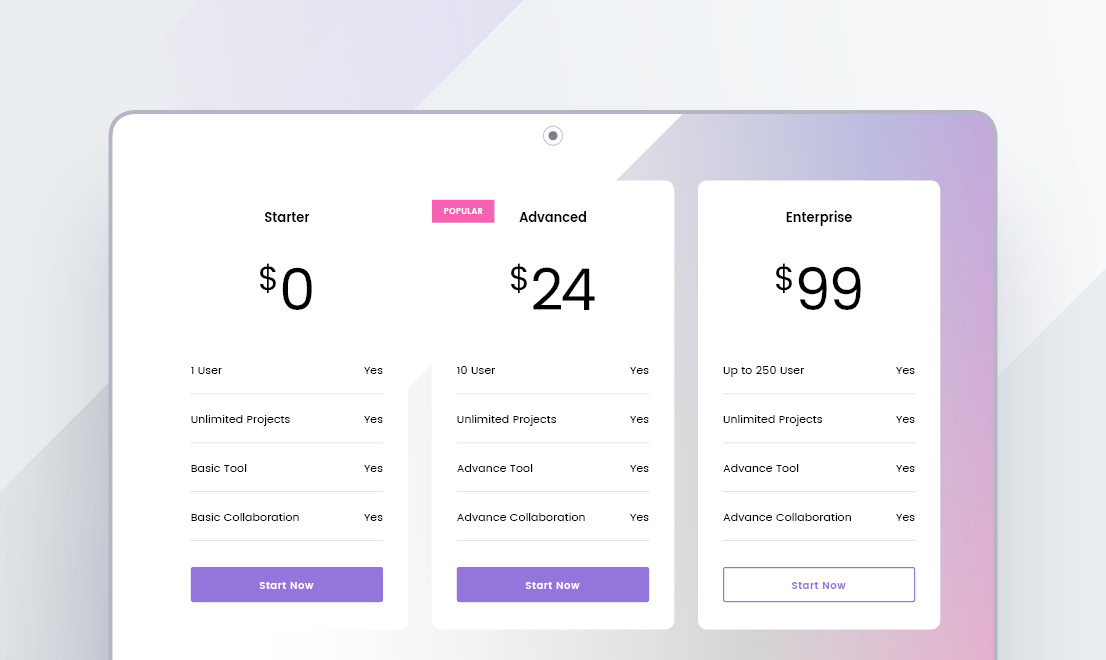 Starter
$0
1 User Yes
Unlimited Projects Yes
Basic Tool Yes
Basic Collaboration Yes
Start Now
POPULAR
Advanced
$24
10 User Yes
Unlimited Projects Yes
Advance Tool Yes
Advance Collaboration Yes
Start Now
Enterprise
$99
Up to 250 User Yes
Unlimited Projects Yes
Advance Tool Yes
Advance Collaboration Yes
Start Now